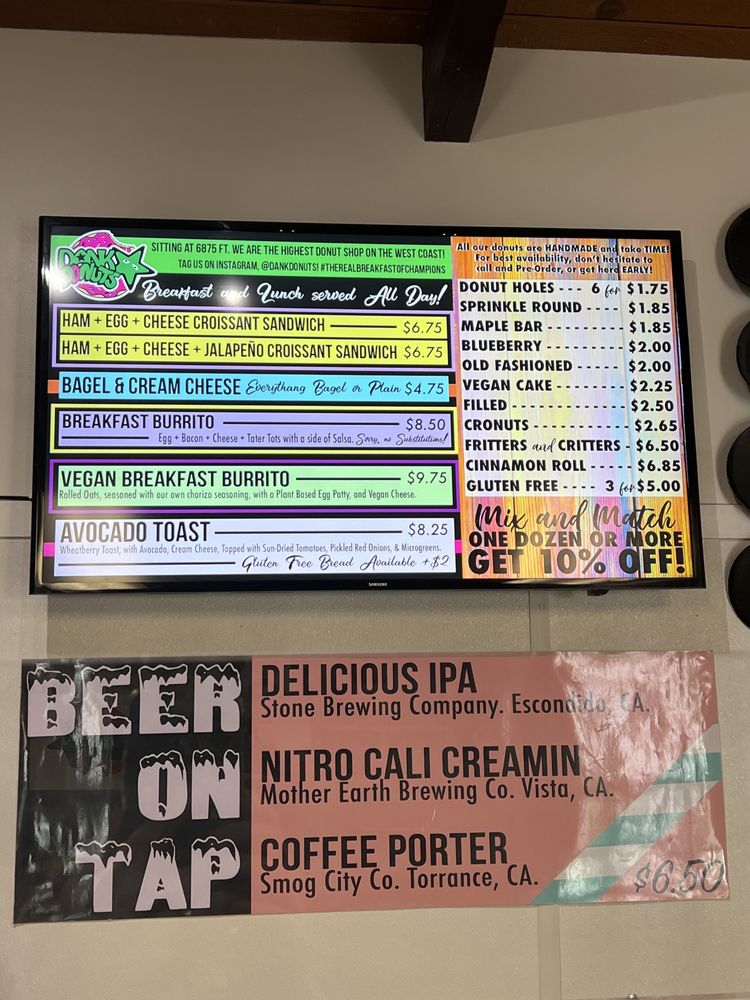 DANK
DONUTS
SITTING AT 6875 FT. WE ARE THE HIGHEST DONUT SHOP ON THE WEST COAST!
TAG US ON INSTAGRAM, @DANKDONUTS! #THEREALBREAKFASTOFCHAMPIONS
Breakfast and Lunch served All Day!
HAM + EGG + CHEESE CROISSANT SANDWICH $6.75
HAM + EGG + CHEESE + JALAPEÑO CROISSANT SANDWICH $6.75
BAGEL & CREAM CHEESE Everythang Bagel or Plain $4.75
BREAKFAST BURRITO $8.50
Egg + Bacon + Cheese + Tater Tots with a side of Salsa. Sorry, no Substitutions!
VEGAN BREAKFAST BURRITO $9.75
Rolled Oats, seasoned with our own chorizo seasoning, with a Plant Based Egg Patty, and Vegan Cheese.
AVOCADO TOAST $8.25
Wheatberry Toast, with Avocado, Cream Cheese, Topped with Sun-Dried Tomatoes, Pickled Red Onions, & Microgreens.
Gluten Free Bread Available +$2
All our donuts are HANDMADE and take TIME!
For best availability, don't hesitate to
call and Pre-Order, or get here EARLY!
DONUT HOLES --- 6 for $1.75
SPRINKLE ROUND ----- $1.85
MAPLE BAR --------- $1.85
BLUEBERRY --------- $2.00
OLD FASHIONED ------ $2.00
VEGAN CAKE -------- $2.25
FILLED ------------- $2.50
CRONUTS ----------- $2.65
FRITTERS and CRITTERS - $6.50
CINNAMON ROLL ----- $6.85
GLUTEN FREE ---- 3 for $5.00
Mix and Match
ONE DOZEN OR MORE
GET 10% OFF!
SAMSUNG
BEER
ON
TAP
DELICIOUS IPA
Stone Brewing Company. Escondido, CA.
NITRO CALI CREAMIN
Mother Earth Brewing Co. Vista, CA.
COFFEE PORTER
Smog City Co. Torrance, CA.
$6.50